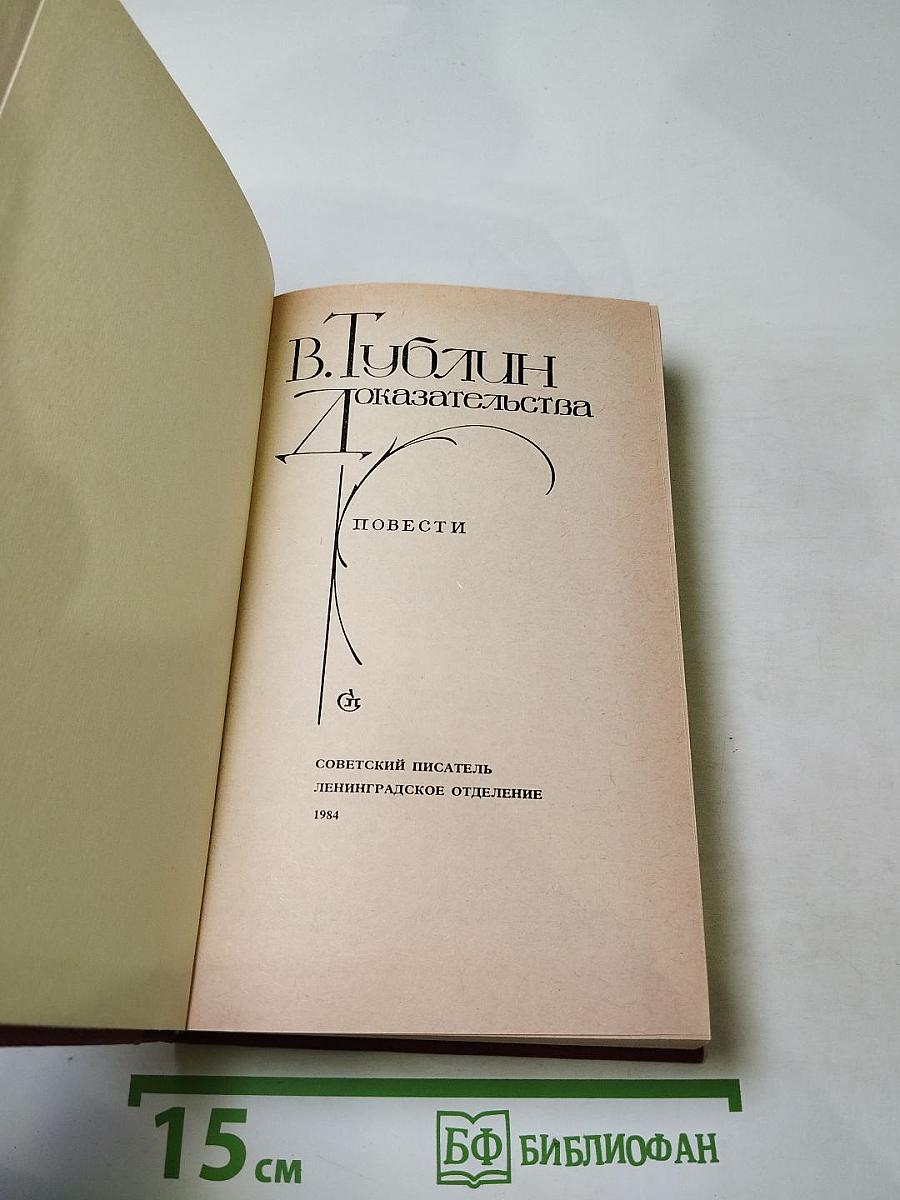 В. Тублин
Доказательства
ПОВЕСТИ
СП
СОВЕТСКИЙ ПИСАТЕЛЬ
ЛЕНИНГРАДСКОЕ ОТДЕЛЕНИЕ
1984
15 см
БФ БИБЛИОФАН